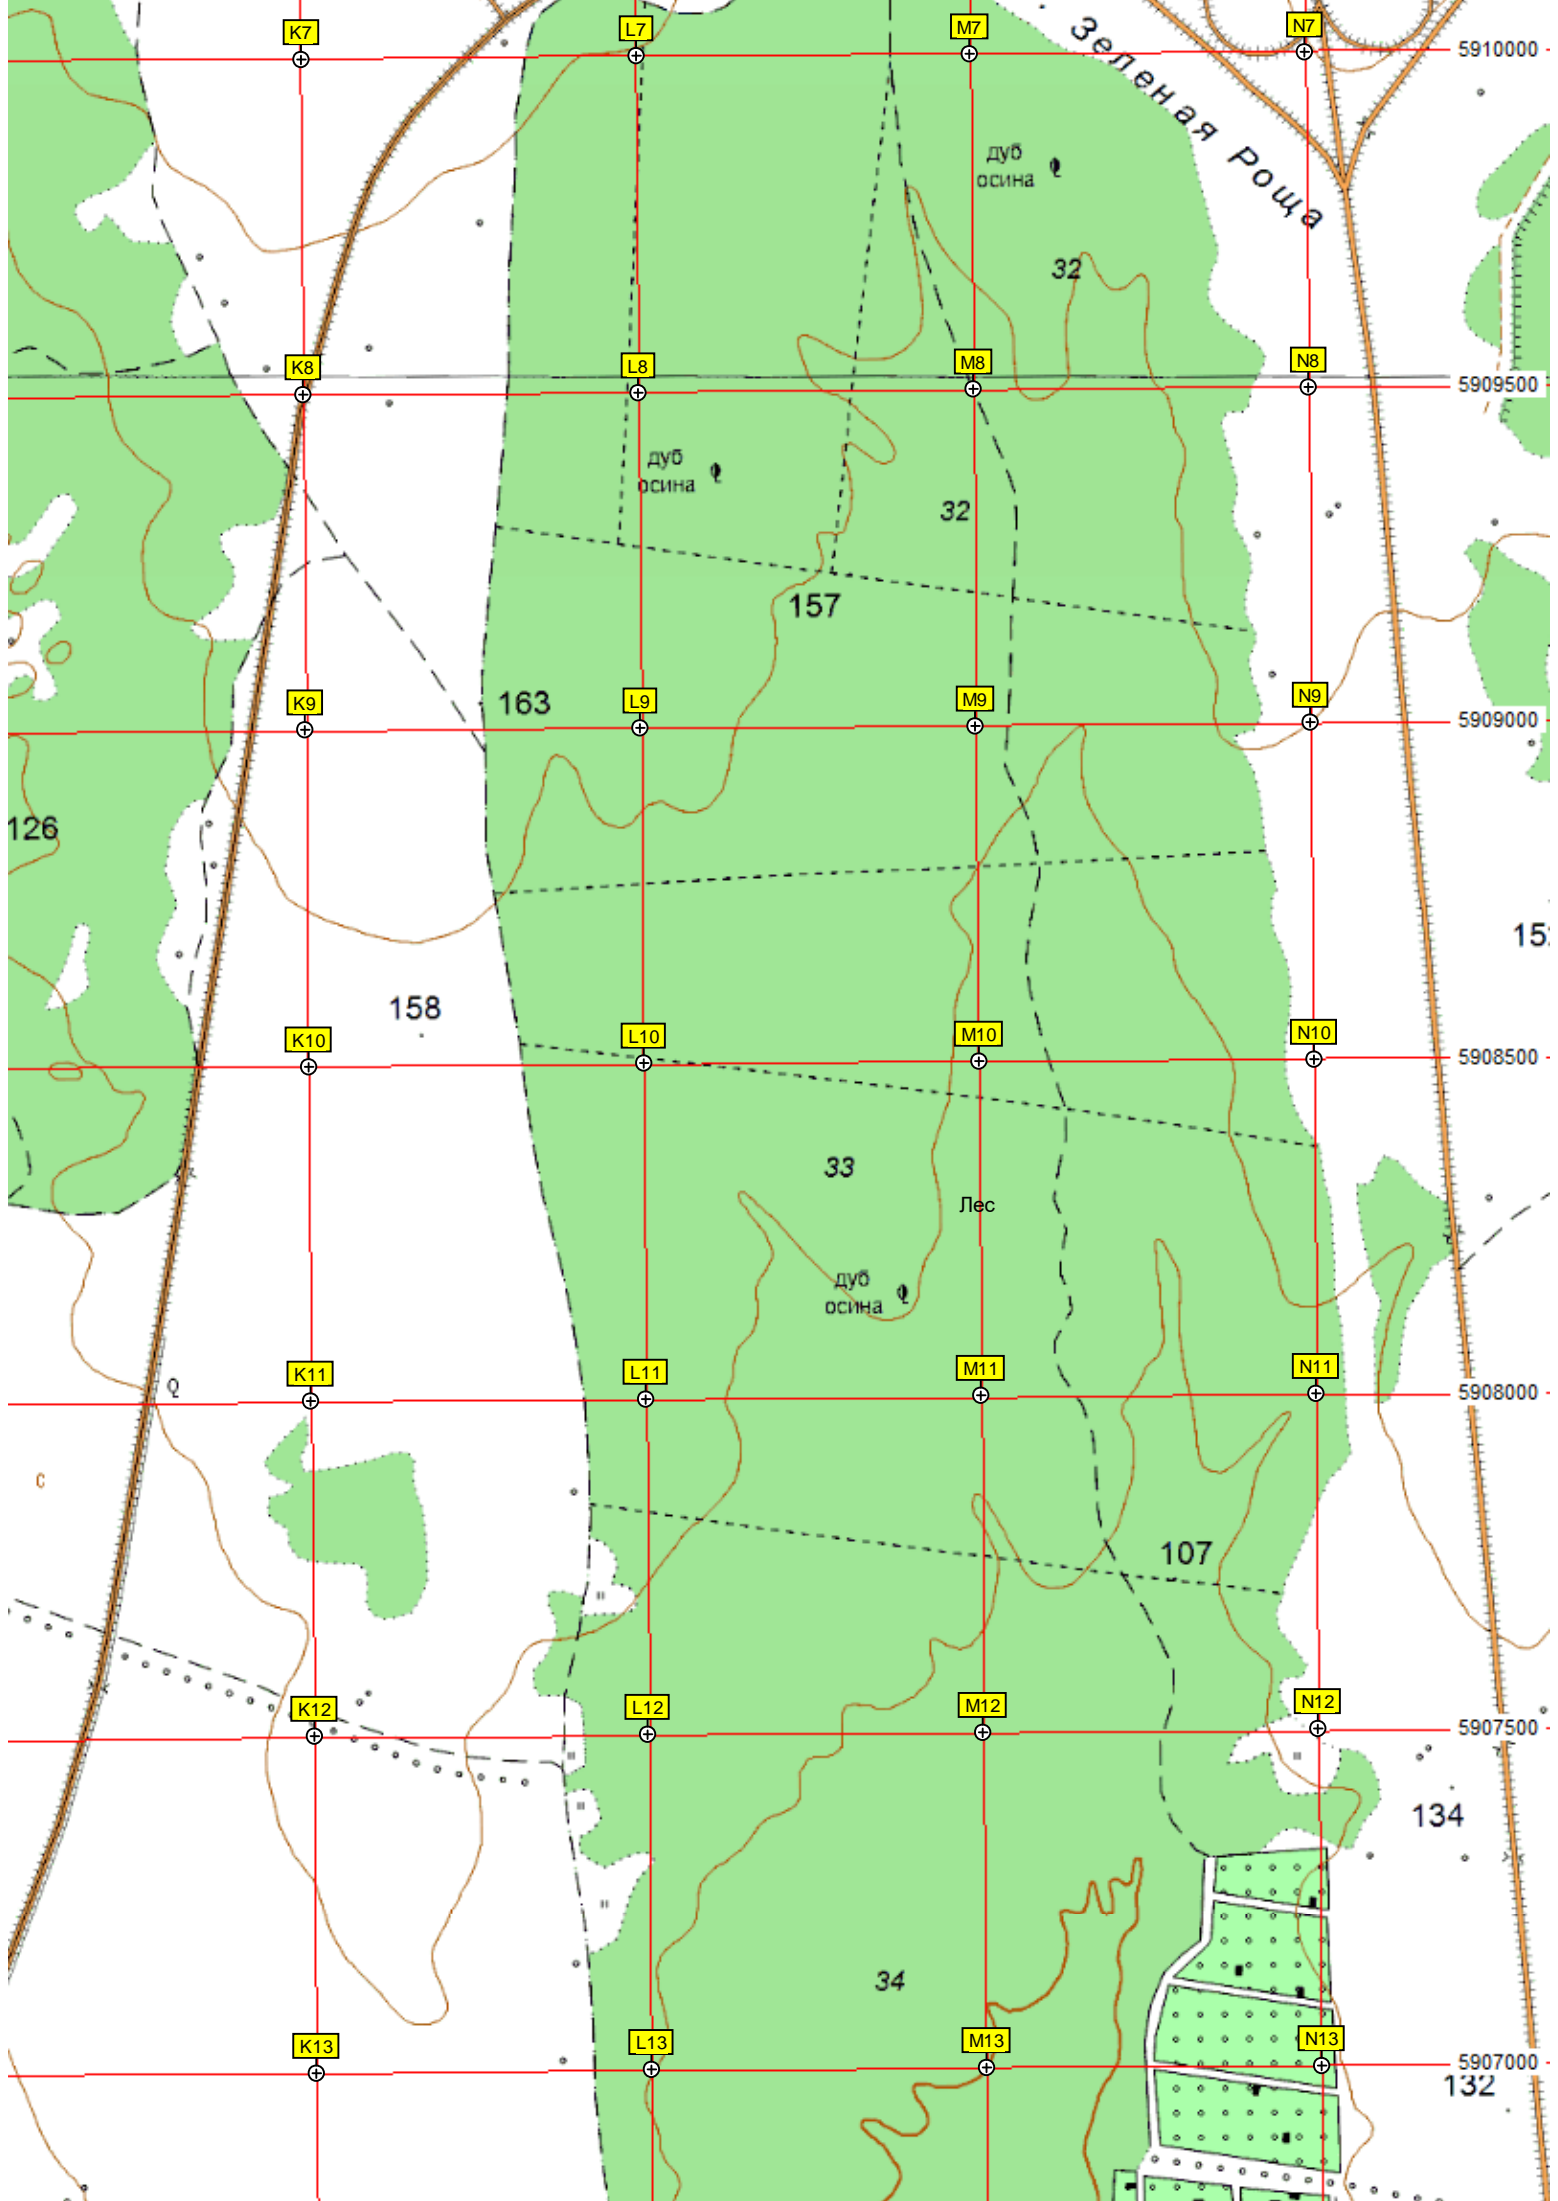 K7
L7
M7
N7
5910000
Зеленая Роща
дуб
осина
32
K8
L8
M8
N8
5909500
дуб
осина
32
157
163
K9
L9
M9
N9
5909000
126
158
K10
L10
M10
N10
5908500
33
Лес
дуб
осина
K11
L11
M11
N11
5908000
с
107
K12
L12
M12
N12
5907500
134
34
K13
L13
M13
N13
5907000
132